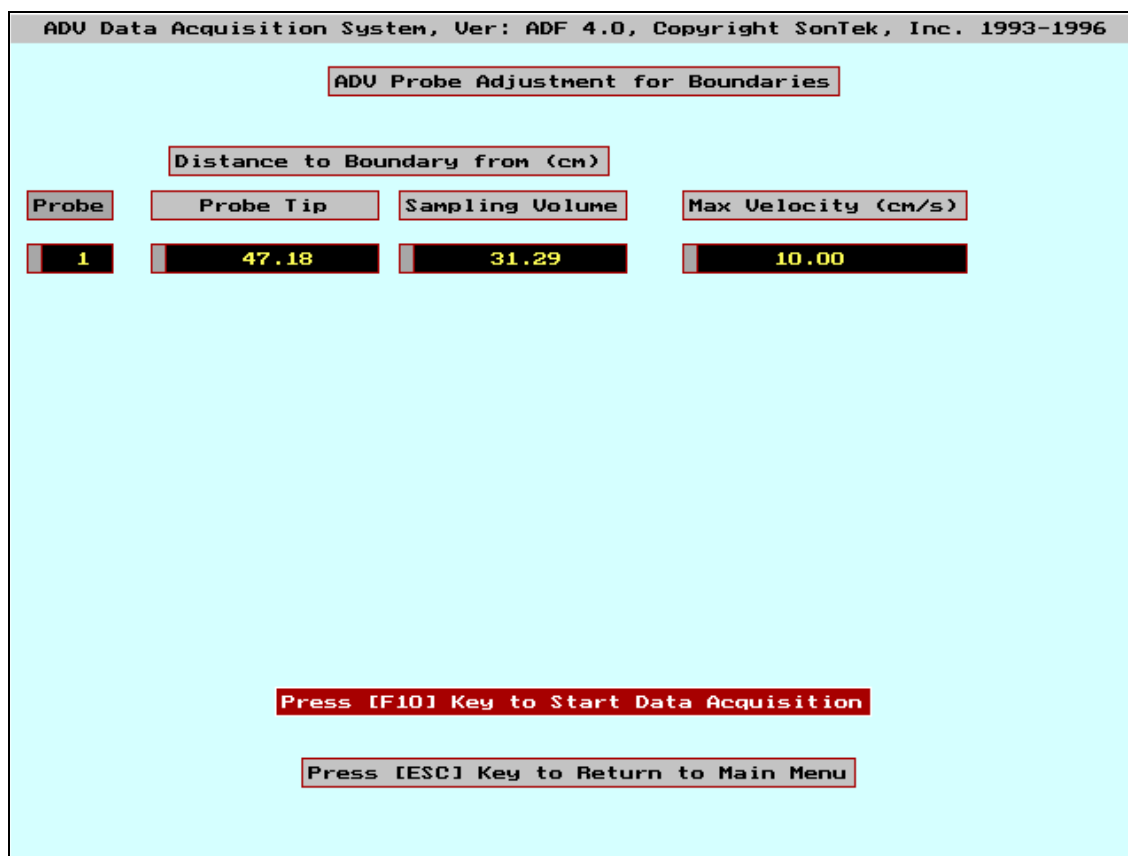 ADV Data Acquisition System, Ver: ADF 4.0, Copyright SonTek, Inc. 1993-1996
ADV Probe Adjustment for Boundaries
Distance to Boundary from (cm)
Probe Probe Tip Sampling Volume Max Velocity (cm/s)
1 47.18 31.29 10.00
Press [F10] Key to Start Data Acquisition
Press [ESC] Key to Return to Main Menu